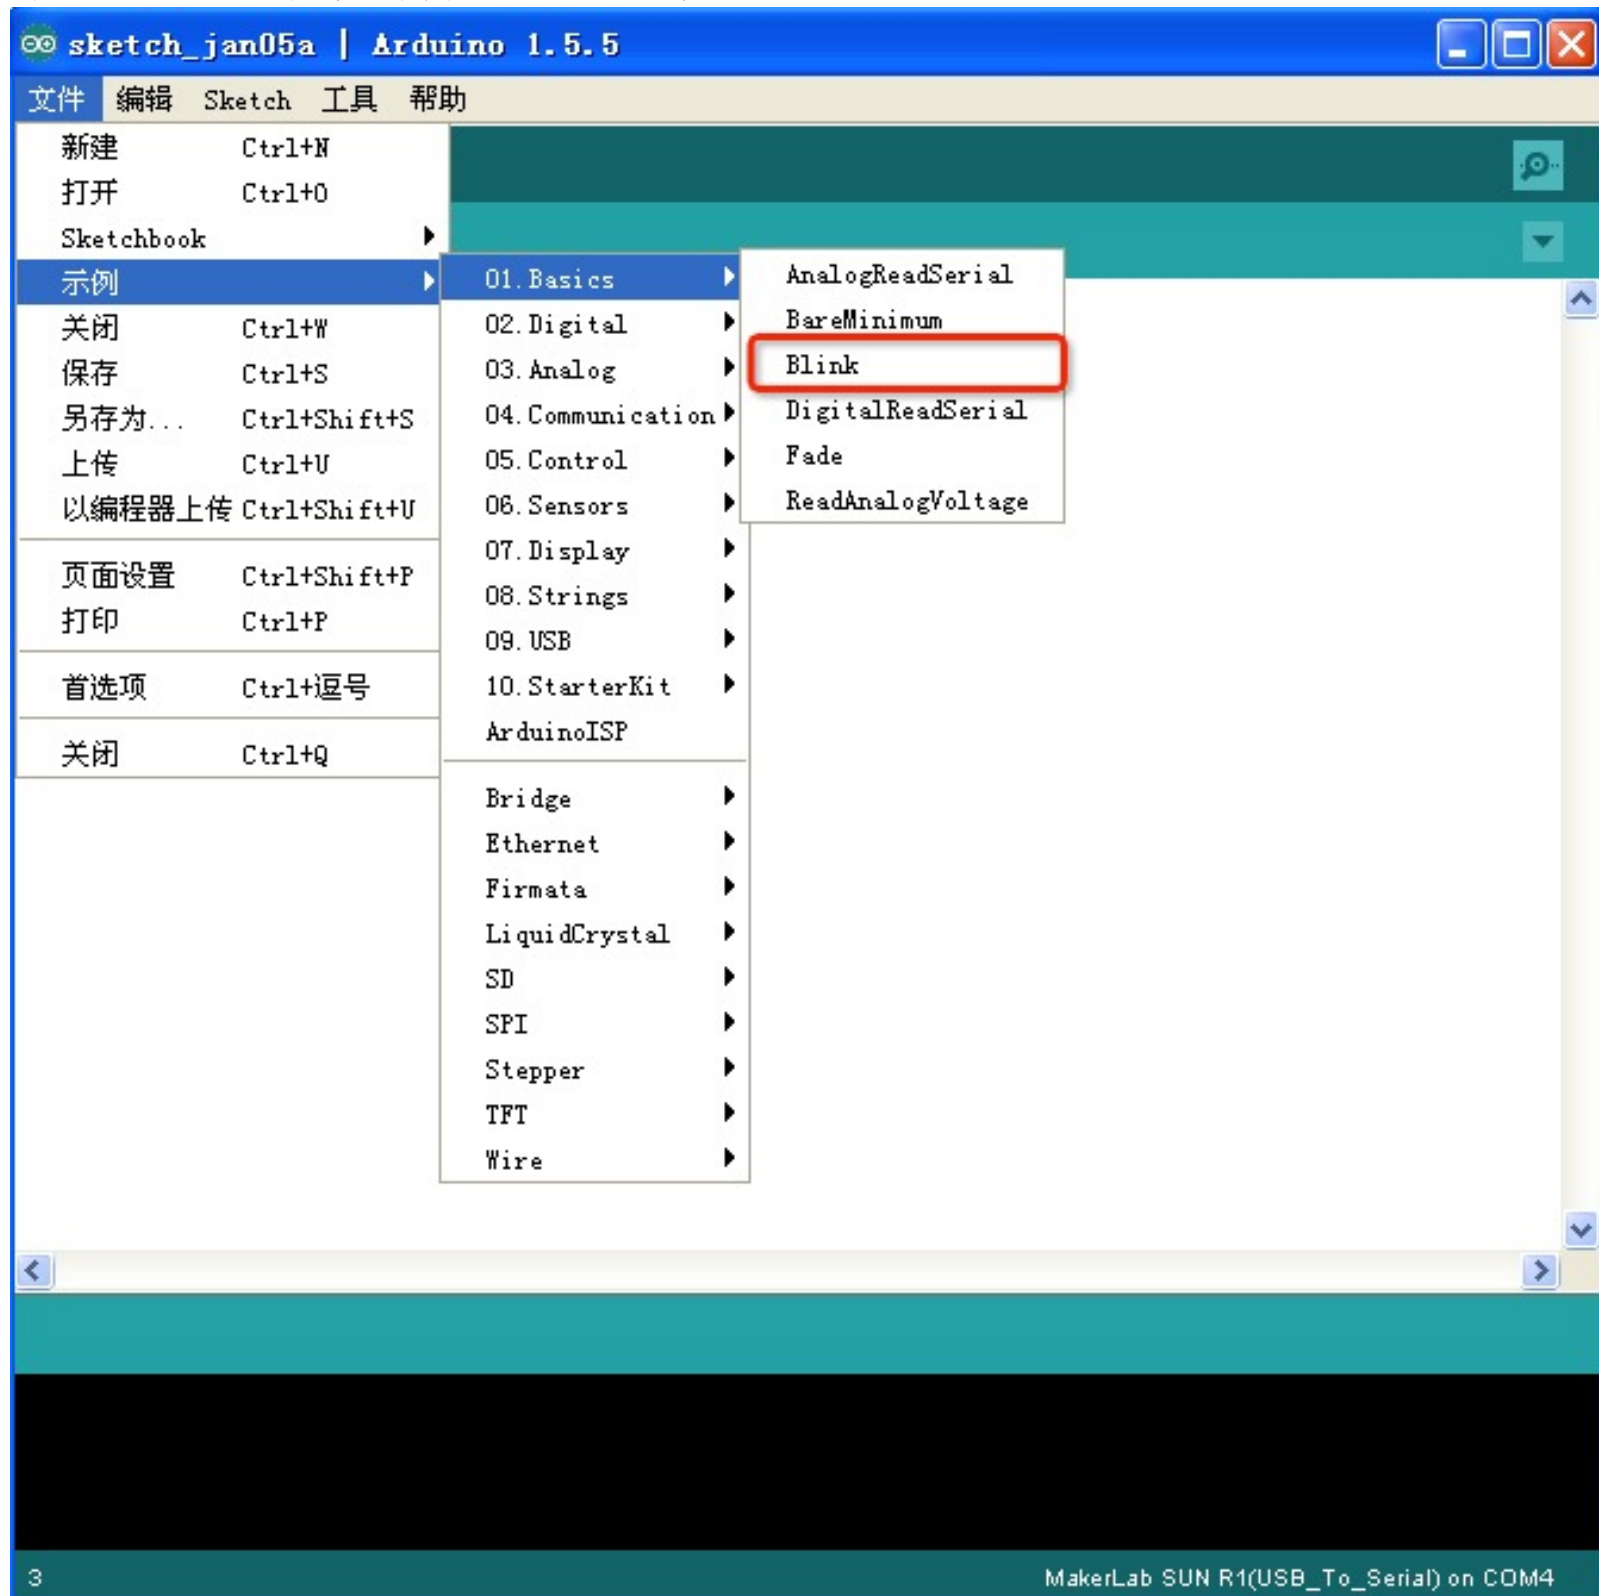 sketch_jan05a | Arduino 1.5.5
文件 编辑 Sketch 工具 帮助
新建 Ctrl+N
打开 Ctrl+O
Sketchbook
示例
关闭 Ctrl+W
保存 Ctrl+S
另存为... Ctrl+Shift+S
上传 Ctrl+U
以编程器上传 Ctrl+Shift+U
页面设置 Ctrl+Shift+P
打印 Ctrl+P
首选项 Ctrl+逗号
关闭 Ctrl+Q
01.Basics
02.Digital
03.Analog
04.Communication
05.Control
06.Sensors
07.Display
08.Strings
09.USB
10.StarterKit
ArduinoISP
Bridge
Ethernet
Firmata
LiquidCrystal
SD
SPI
Stepper
TFT
Wire
AnalogReadSerial
BareMinimum
Blink
DigitalReadSerial
Fade
ReadAnalogVoltage
3 MakerLab SUN R1(USB_To_Serial) on COM4